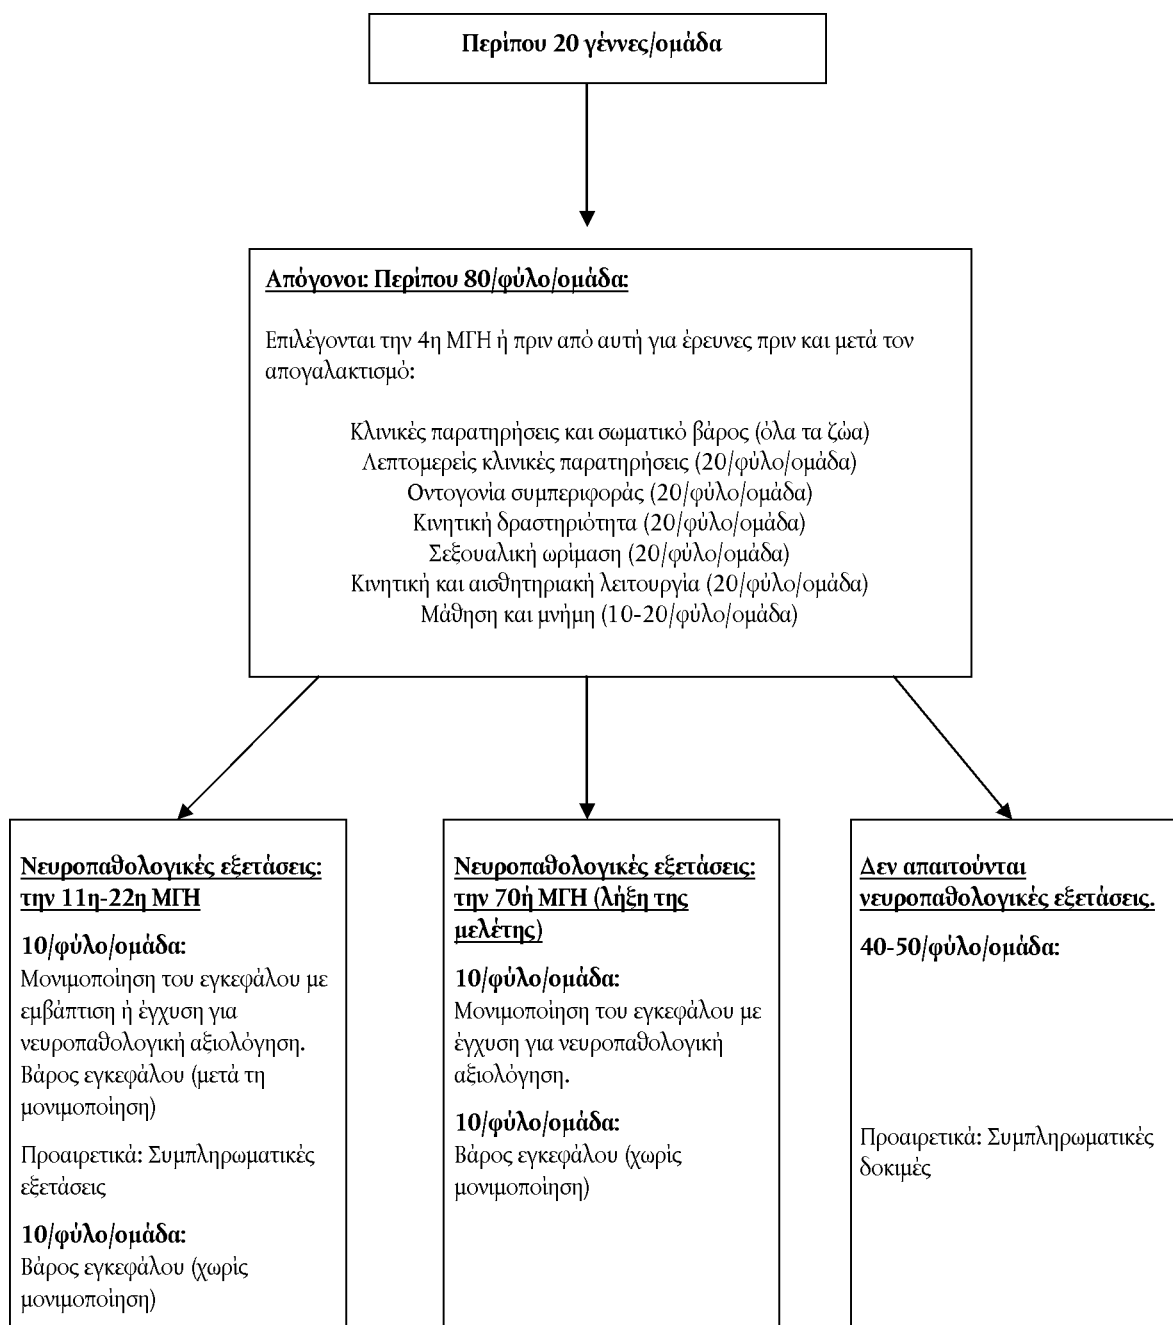 Περίπου 20 γέννες/ομάδα
Απόγονοι: Περίπου 80/φύλο/ομάδα:
Επιλέγονται την 4η ΜΓΗ ή πριν από αυτή για έρευνες πριν και μετά τον
απογαλακτισμό:
Κλινικές παρατηρήσεις και σωματικό βάρος (όλα τα ζώα)
Λεπτομερείς κλινικές παρατηρήσεις (20/φύλο/ομάδα)
Οντογονία συμπεριφοράς (20/φύλο/ομάδα)
Κινητική δραστηριότητα (20/φύλο/ομάδα)
Σεξουαλική ωρίμαση (20/φύλο/ομάδα)
Κινητική και αισθητηριακή λειτουργία (20/φύλο/ομάδα)
Μάθηση και μνήμη (10-20/φύλο/ομάδα)
Νευροπαθολογικές εξετάσεις:
την 11η-22η ΜΓΗ
10/φύλο/ομάδα:
Μονιμοποίηση του εγκεφάλου με
εμβάπτιση ή έγχυση για
νευροπαθολογική αξιολόγηση.
Βάρος εγκεφάλου (μετά τη
μονιμοποίηση)
Προαιρετικά: Συμπληρωματικές
εξετάσεις
10/φύλο/ομάδα:
Βάρος εγκεφάλου (χωρίς
μονιμοποίηση)
Νευροπαθολογικές εξετάσεις:
την 70ή ΜΓΗ (λήξη της
μελέτης)
10/φύλο/ομάδα:
Μονιμοποίηση του εγκεφάλου με
έγχυση για νευροπαθολογική
αξιολόγηση.
10/φύλο/ομάδα:
Βάρος εγκεφάλου (χωρίς
μονιμοποίηση)
Δεν απαιτούνται
νευροπαθολογικές εξετάσεις.
40-50/φύλο/ομάδα:
Προαιρετικά: Συμπληρωματικές
δοκιμές